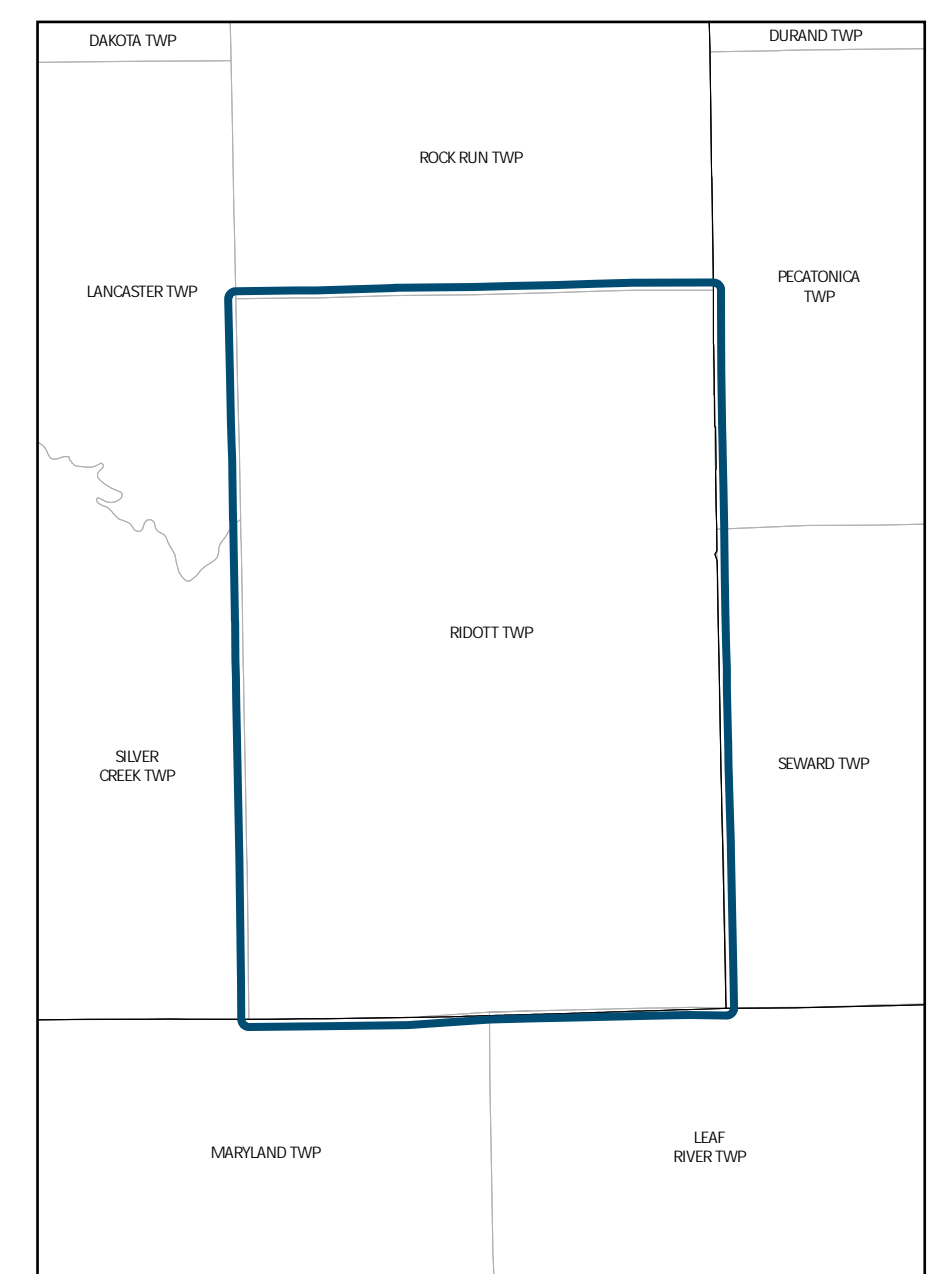 DAKOTA TWP
DURAND TWP
ROCK RUN TWP
LANCASTER TWP
PECATONICA
TWP
RIDOTT TWP
SILVER
CREEK TWP
SEWARD TWP
MARYLAND TWP
LEAF
RIVER TWP